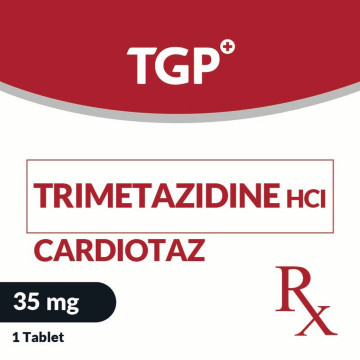 TGP+
TRIMETAZIDINE HCl
CARDIOTAZ
35 mg
1 Tablet
Rx